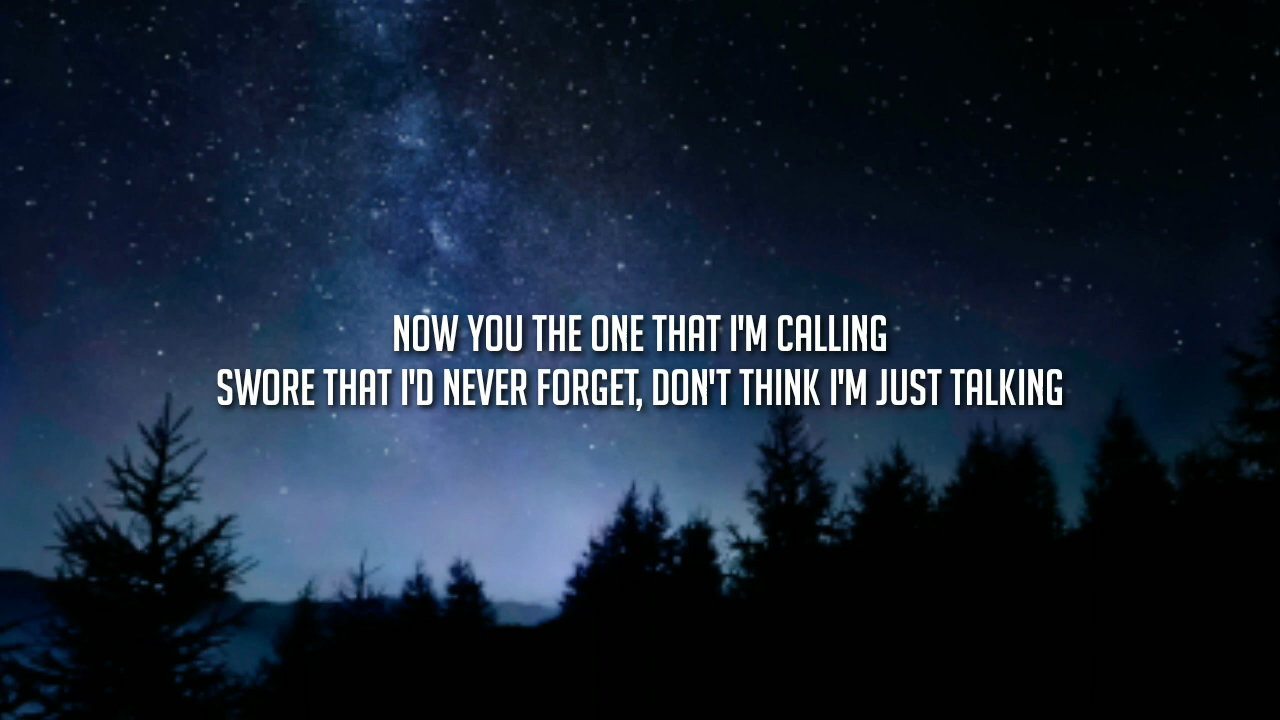 NOW YOU THE ONE THAT I'M CALLING
SWORE THAT I'D NEVER FORGET, DON'T THINK I'M JUST TALKING